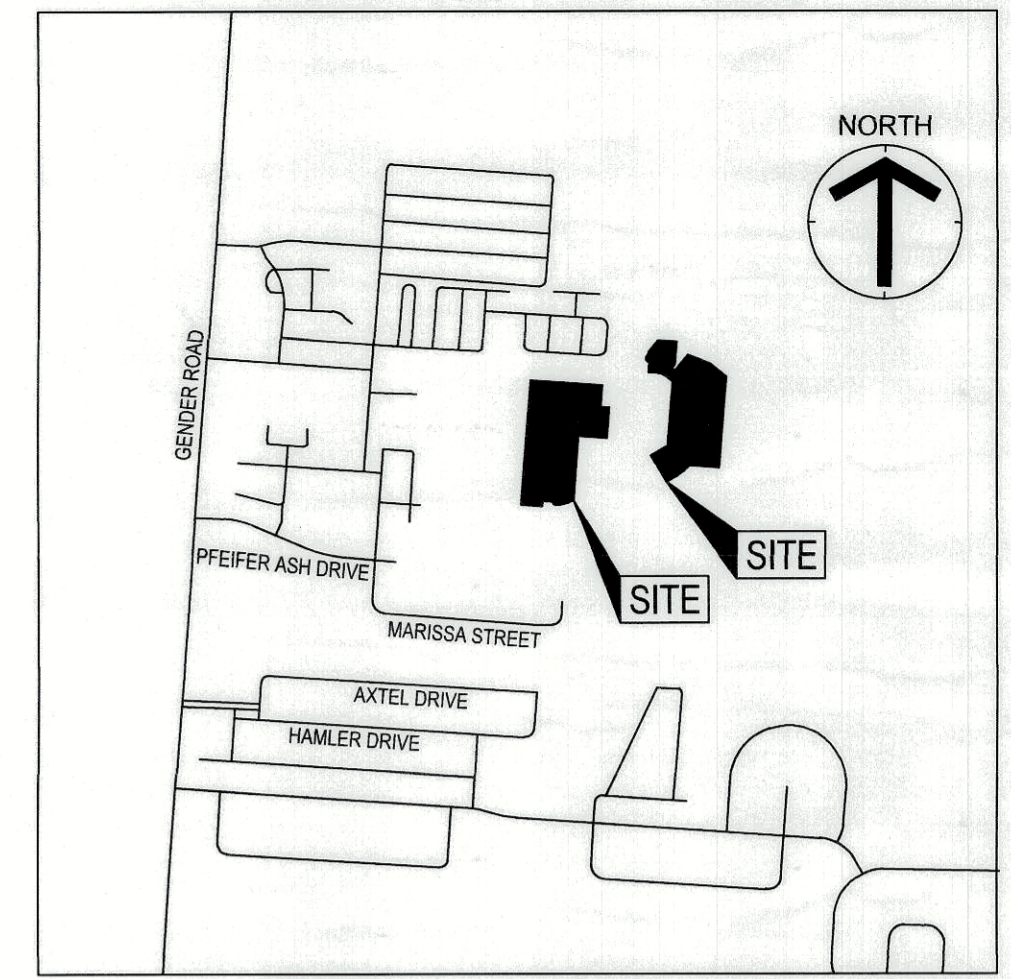 NORTH
GENDER ROAD
PFEIFER ASH DRIVE
SITE
SITE
MARISSA STREET
AXTEL DRIVE
HAMLER DRIVE